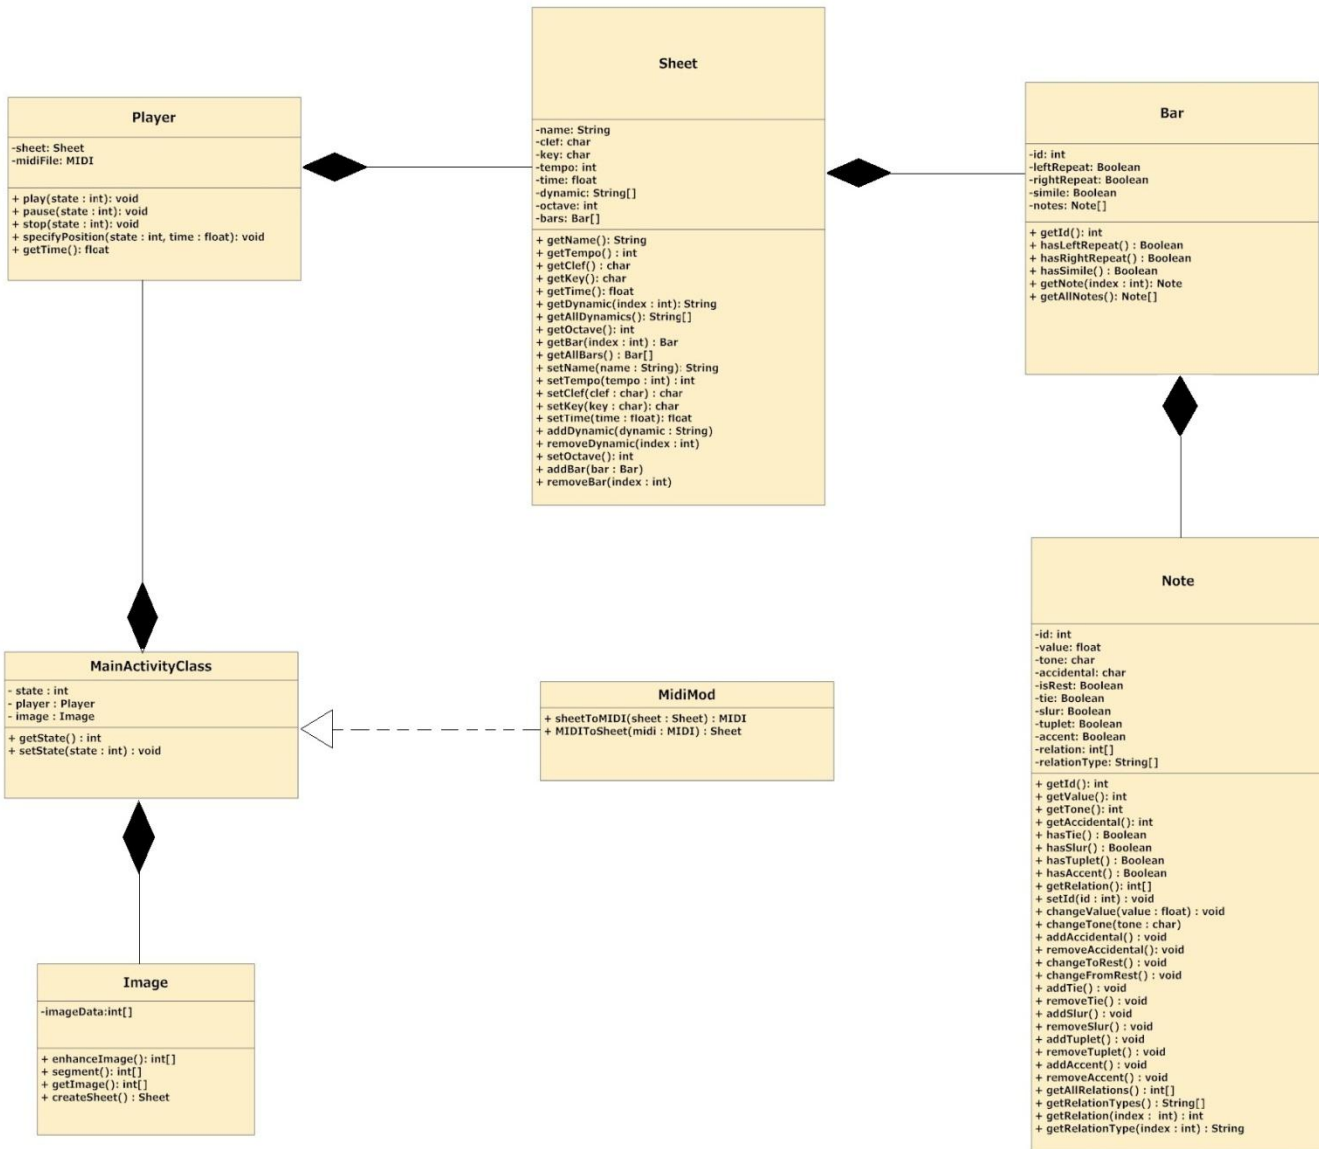 Player
-sheet: Sheet
-midiFile: MIDI
+ play(state : int): void
+ pause(state : int): void
+ stop(state : int): void
+ specifyPosition(state : int, time : float): void
+ getTime(): float
Sheet
-name: String
-clef: char
-key: char
-tempo: int
-time: float
-dynamic: String[]
-octave: int
-bars: Bar[]
+ getName(): String
+ getTempo() : int
+ getClef() : char
+ getKey(): char
+ getTime(): float
+ getDynamic(index : int): String
+ getAllDynamics(): String[]
+ getOctave(): int
+ getBar(index : int) : Bar
+ getAllBars() : Bar[]
+ setName(name : String): String
+ setTempo(tempo : int) : int
+ setClef(clef : char) : char
+ setKey(key : char): char
+ setTime(time : float): float
+ addDynamic(dynamic : String)
+ removeDynamic(index : int)
+ setOctave(): int
+ addBar(bar : Bar)
+ removeBar(index : int)
Bar
-id: int
-leftRepeat: Boolean
-rightRepeat: Boolean
-simile: Boolean
-notes: Note[]
+ getId(): int
+ hasLeftRepeat() : Boolean
+ hasRightRepeat() : Boolean
+ hasSimile() : Boolean
+ getNote(index : int): Note
+ getAllNotes(): Note[]
Note
-id: int
-value: float
-tone: char
-accidental: char
-isRest: Boolean
-tie: Boolean
-slur: Boolean
-tuplet: Boolean
-accent: Boolean
-relation: int[]
-relationType: String[]
+ getId(): int
+ getValue(): int
+ getTone(): int
+ getAccidental(): int
+ hasTie() : Boolean
+ hasSlur() : Boolean
+ hasTuplet() : Boolean
+ hasAccent() : Boolean
+ getRelation(): int[]
+ setId(id : int) : void
+ changeValue(value : float) : void
+ changeTone(tone : char)
+ addAccidental() : void
+ removeAccidental(): void
+ changeToRest() : void
+ changeFromRest() : void
+ addTie() : void
+ removeTie() : void
+ addSlur() : void
+ removeSlur() : void
+ addTuplet() : void
+ removeTuplet() : void
+ addAccent() : void
+ removeAccent() : void
+ getAllRelations() : int[]
+ getRelationTypes() : String[]
+ getRelation(index : int) : int
+ getRelationType(index : int) : String
MainActivityClass
- state : int
- player : Player
- image : Image
+ getState() : int
+ setState(state : int) : void
MidiMod
+ sheetToMIDI(sheet : Sheet) : MIDI
+ MIDIToSheet(midi : MIDI) : Sheet
Image
-imageData:int[]
+ enhanceImage(): int[]
+ segment(): int[]
+ getImage(): int[]
+ createSheet() : Sheet